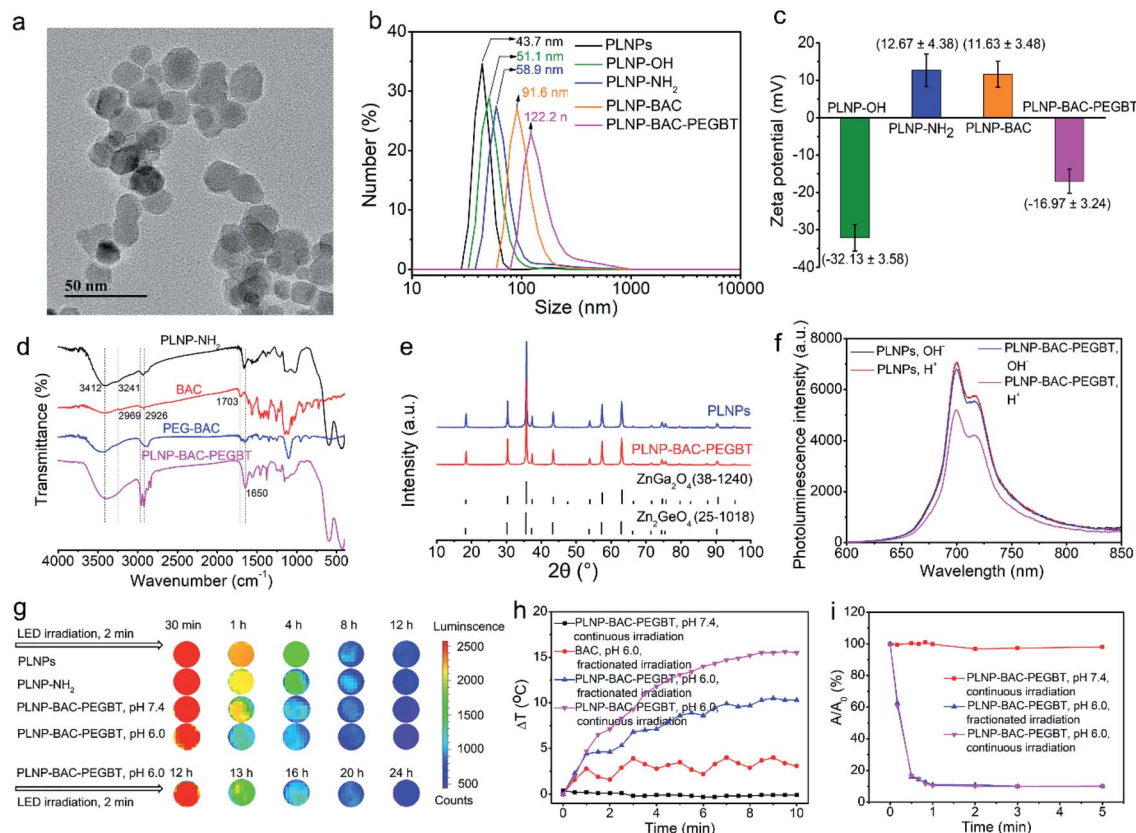 a
50 nm
b
Number (%)
40
30
20
10
0
43.7 nm
51.1 nm
58.9 nm
91.6 nm
122.2 n
PLNPs
PLNP-OH
PLNP-NH₂
PLNP-BAC
PLNP-BAC-PEGBT
10 100 1000 10000
Size (nm)
c
Zeta potential (mV)
20
10
0
-10
-20
-30
-40
(12.67 ± 4.38) (11.63 ± 3.48)
PLNP-OH
PLNP-BAC-PEGBT
PLNP-NH₂
PLNP-BAC
(-16.97 ± 3.24)
(-32.13 ± 3.58)
d
Transmittance (%)
PLNP-NH₂
3412 3241
BAC
1703
2969 2926
PEG-BAC
PLNP-BAC-PEGBT
1650
4000 3500 3000 2500 2000 1500 1000 500
Wavenumber (cm⁻¹
e
Intensity (a.u.)
PLNPs
PLNP-BAC-PEGBT
ZnGa₂O₄(38-1240)
Zn₂GeO₄(25-1018)
10 20 30 40 50 60 70 80 90 100
2θ (°)
f
Photoluminescence intensity (a.u.)
8000
6000
4000
2000
0
PLNPs, OH⁻
PLNPs, H⁺
PLNP-BAC-PEGBT,
OH⁻
PLNP-BAC-PEGBT,
H⁺
600 650 700 750 800 850
Wavelength (nm)
g
30 min 1 h 4 h 8 h 12 h
LED irradiation, 2 min
PLNPs
PLNP-NH₂
PLNP-BAC-PEGBT, pH 7.4
PLNP-BAC-PEGBT, pH 6.0
PLNP-BAC-PEGBT, pH 6.0
12 h 13 h 16 h 20 h 24 h
LED irradiation, 2 min
Luminscence
2500
2000
1500
1000
500
Counts
h
ΔT (°C)
20
15
10
5
0
PLNP-BAC-PEGBT, pH 7.4,
continuous irradiation
BAC, pH 6.0,
fractionated irradiation
PLNP-BAC-PEGBT, pH 6.0,
fractionated irradiation
PLNP-BAC-PEGBT, pH 6.0,
continuous irradiation
0 2 4 6 8 10
Time (min)
i
A/A₀ (%)
120
100
80
60
40
20
0
PLNP-BAC-PEGBT, pH 7.4,
continuous irradiation
PLNP-BAC-PEGBT, pH 6.0,
fractionated irradiation
PLNP-BAC-PEGBT, pH 6.0,
continuous irradiation
0 1 2 3 4 5
Time (min)